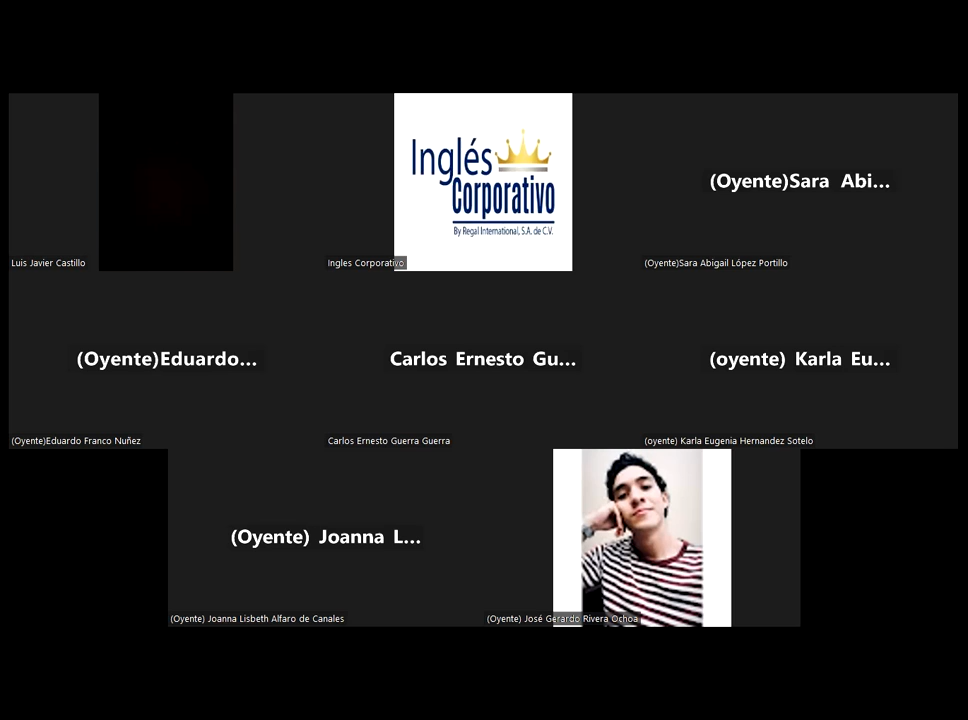 Inglés
Corporativo
By Regal International, S.A. de C.V.
(Oyente)Sara Abi...
Luis Javier Castillo
Ingles Corporativo
(Oyente)Sara Abigail López Portillo
(Oyente)Eduardo...
Carlos Ernesto Gu...
(oyente) Karla Eu...
(Oyente)Eduardo Franco Nuñez
Carlos Ernesto Guerra Guerra
(oyente) Karla Eugenia Hernandez Sotelo
(Oyente) Joanna L...
(Oyente) Joanna Lisbeth Alfaro de Canales
(Oyente) José Gerardo Rivera Ochoa